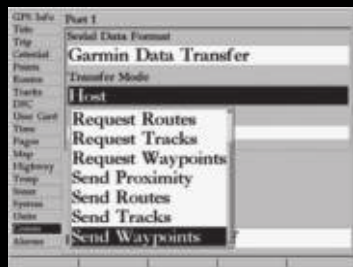 GPS Info
Title
Trip
Celestial
Points
Routes
Tracks
DSC
User Card
Time
Pages
Map
Highway
Temp
Sonar
System
Units
Comm
Alarms
Port 1
Serial Data Format
Garmin Data Transfer
Transfer Mode
Host
Request Routes
Request Tracks
Request Waypoints
Send Proximity
Send Routes
Send Tracks
Send Waypoints